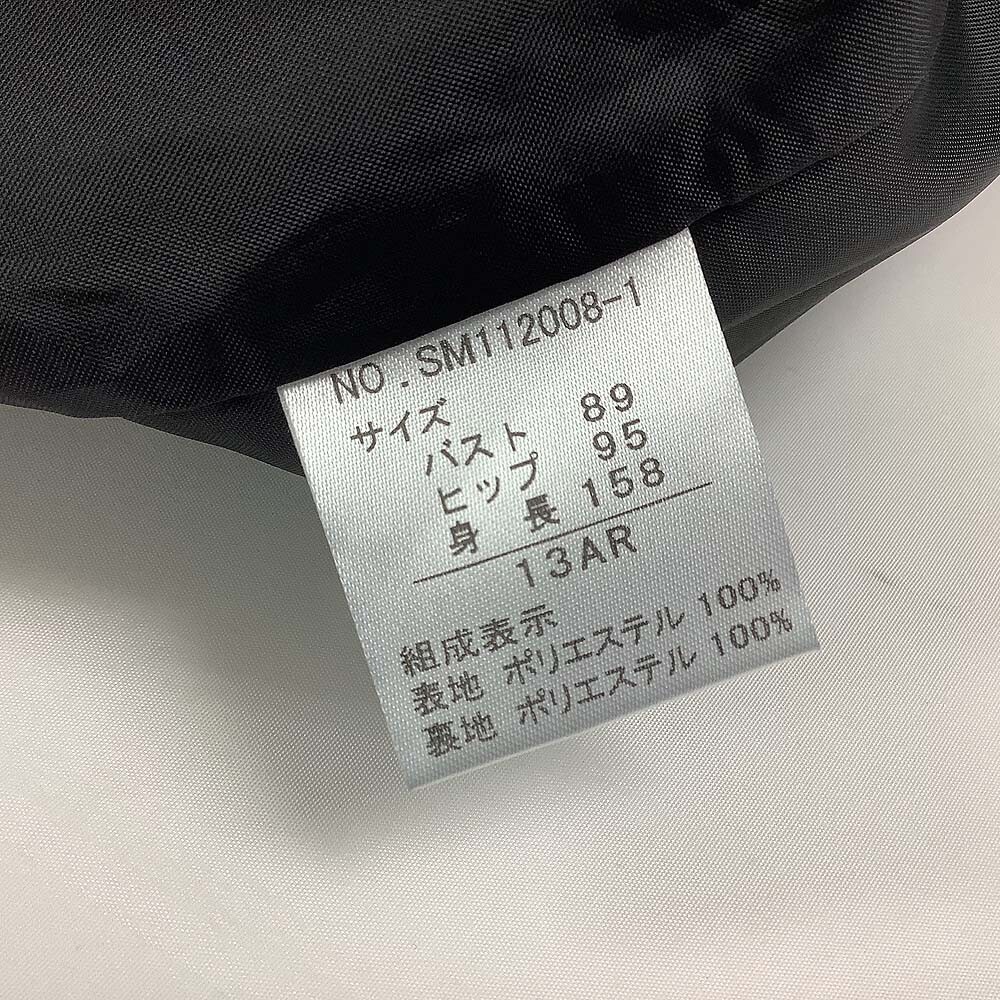 NO.SM112008-1
サイズ
バスト 89
ヒップ 95
身 長 158
13AR
組成表示
表地 ポリエステル 100%
裏地 ポリエステル 100%